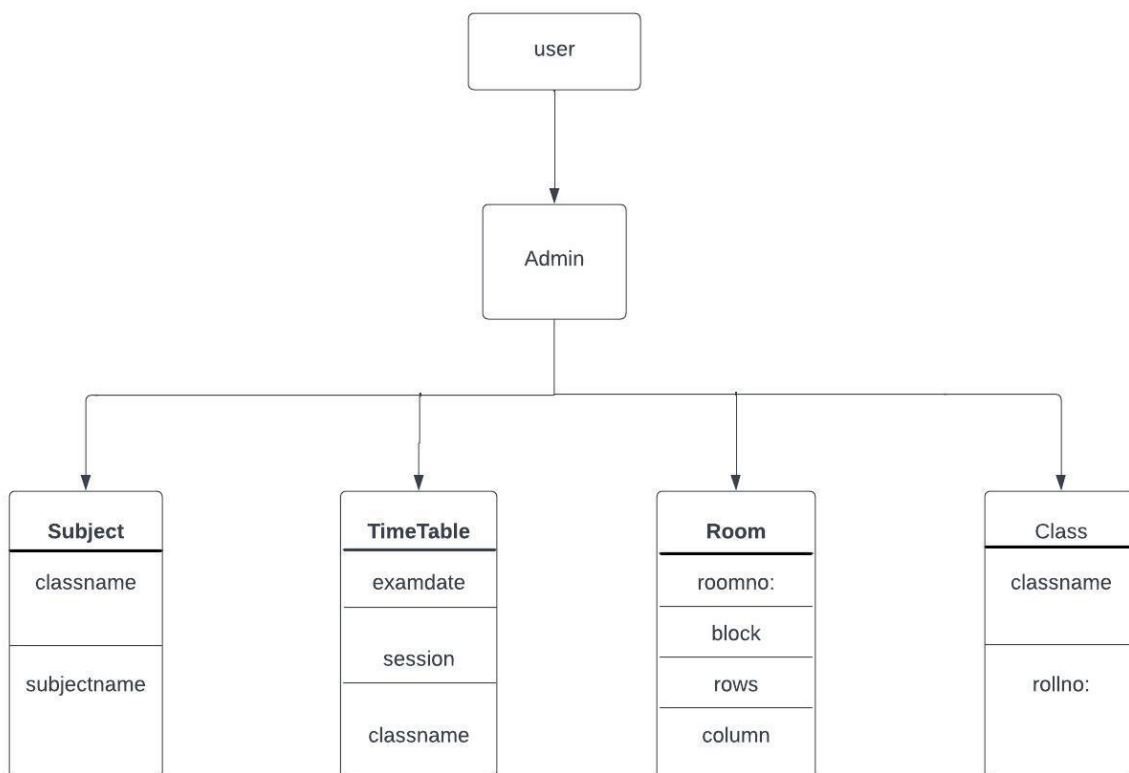 user
Admin
Subject
classname
subjectname
TimeTable
examdate
session
classname
Room
roomno:
block
rows
column
Class
classname
rollno: